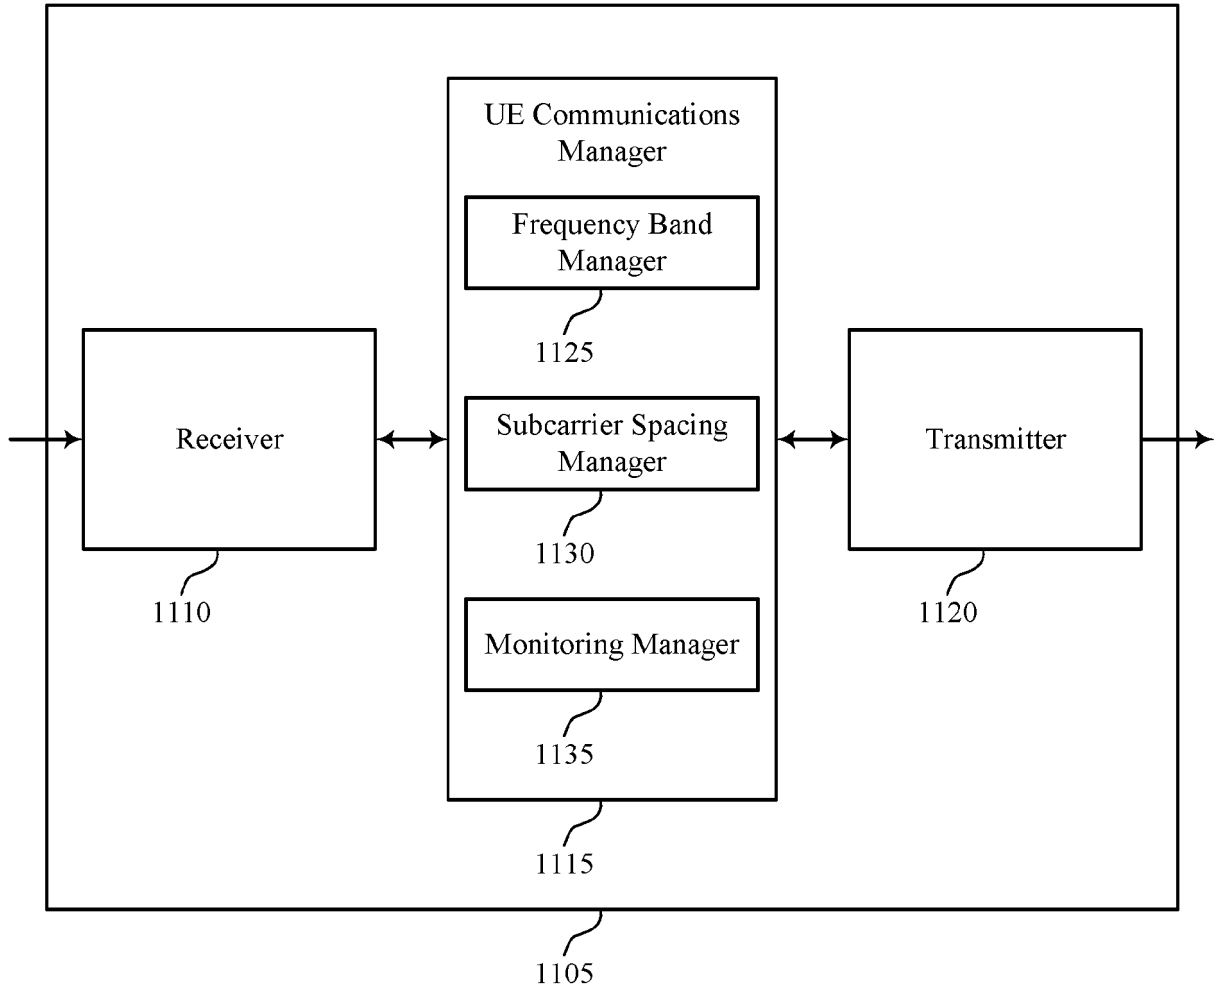 UE Communications
Manager
Frequency Band
Manager
1125
Receiver
1110
Subcarrier Spacing
Manager
1130
Transmitter
1120
Monitoring Manager
1135
1115
1105